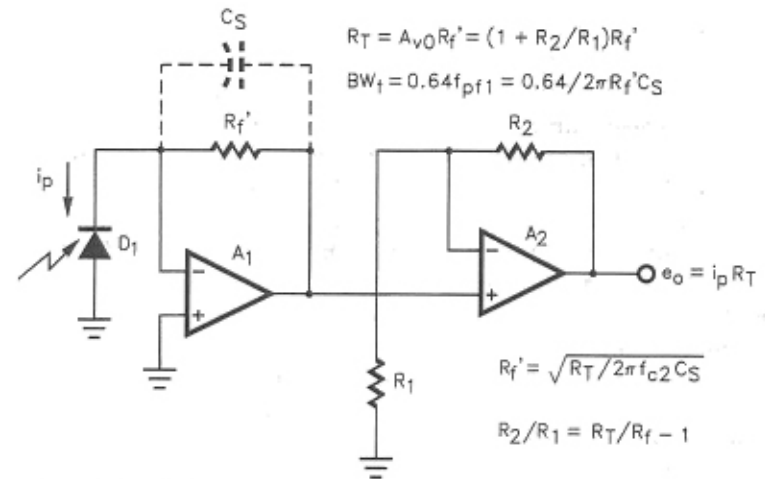 C_S
R_T = A_v0 R_f' = (1 + R_2/R_1)R_f'
BW_t = 0.64f_pf1 = 0.64/2πR_f'C_S
R_f'
R_2
i_p
D_1
A_1
A_2
−
+
−
+
e_o = i_p R_T
R_1
R_f' = √(R_T/2πf_c2 C_S)
R_2/R_1 = R_T/R_f − 1